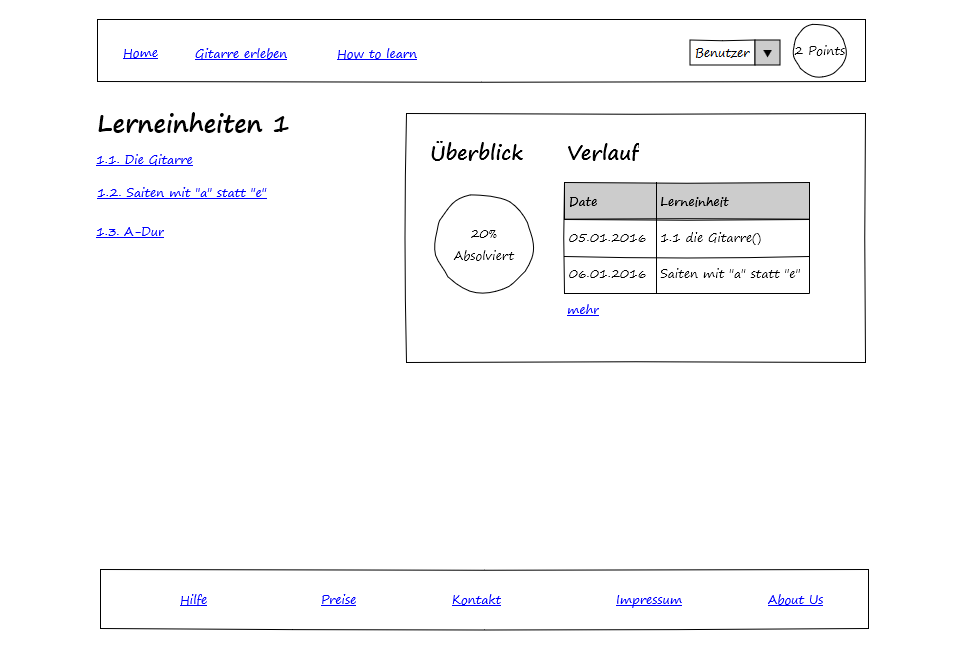 Home Gitarre erleben How to learn Benutzer ▼ 2 Points
Lerneinheiten 1
1.1. Die Gitarre
1.2. Saiten mit "a" statt "e"
1.3. A-Dur
Überblick
20%
Absolviert
Verlauf
Date Lerneinheit
05.01.2016 1.1 die Gitarre()
06.01.2016 Saiten mit "a" statt "e"
mehr
Hilfe Preise Kontakt Impressum About Us